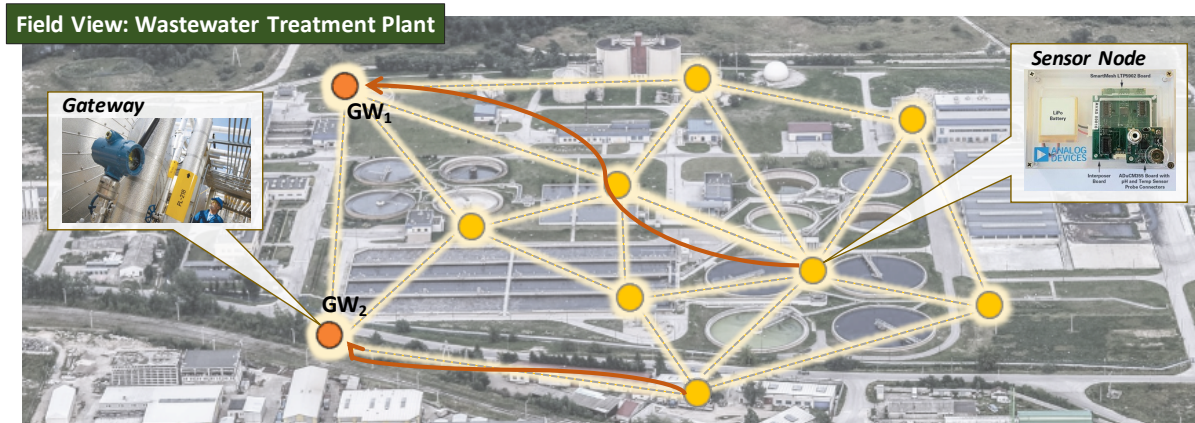 Field View: Wastewater Treatment Plant
Sensor Node
SmartMesh LTP5902 Board
LiPo
Battery
ANALOG
DEVICES
Interposer
Board
ADuCM355 Board with
pH and Temp Sensor
Probe Connectors
Gateway
GW1
GW2